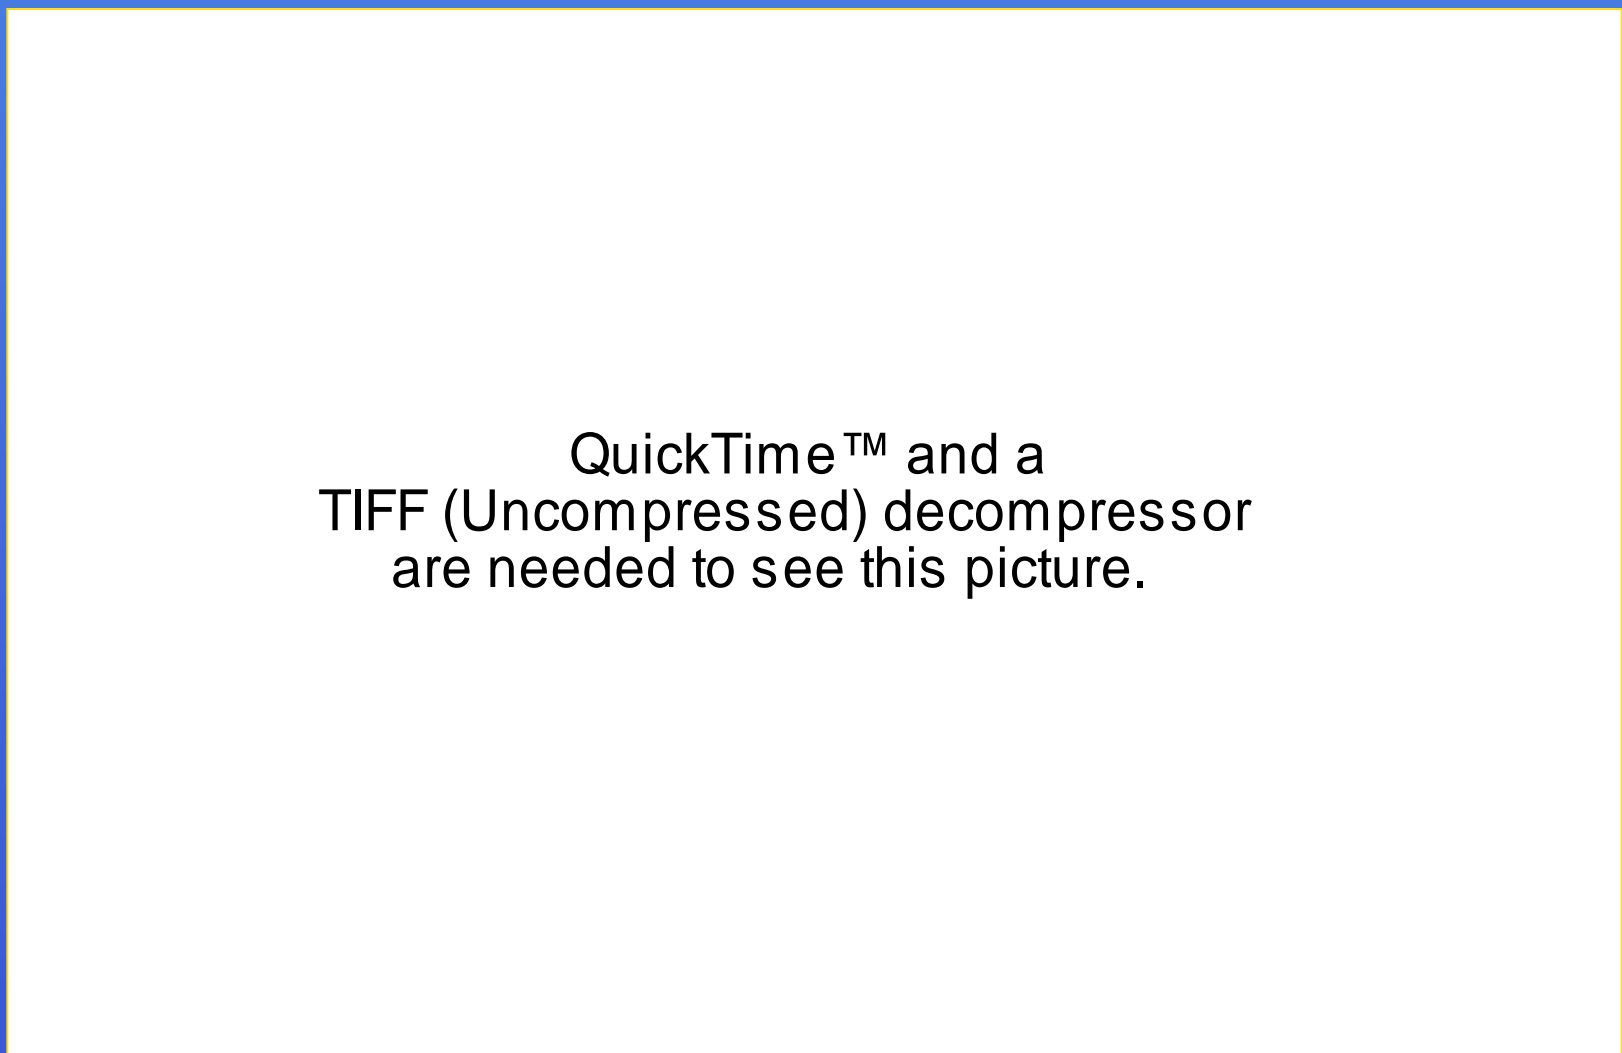 QuickTime™ and a
TIFF (Uncompressed) decompressor
are needed to see this picture.